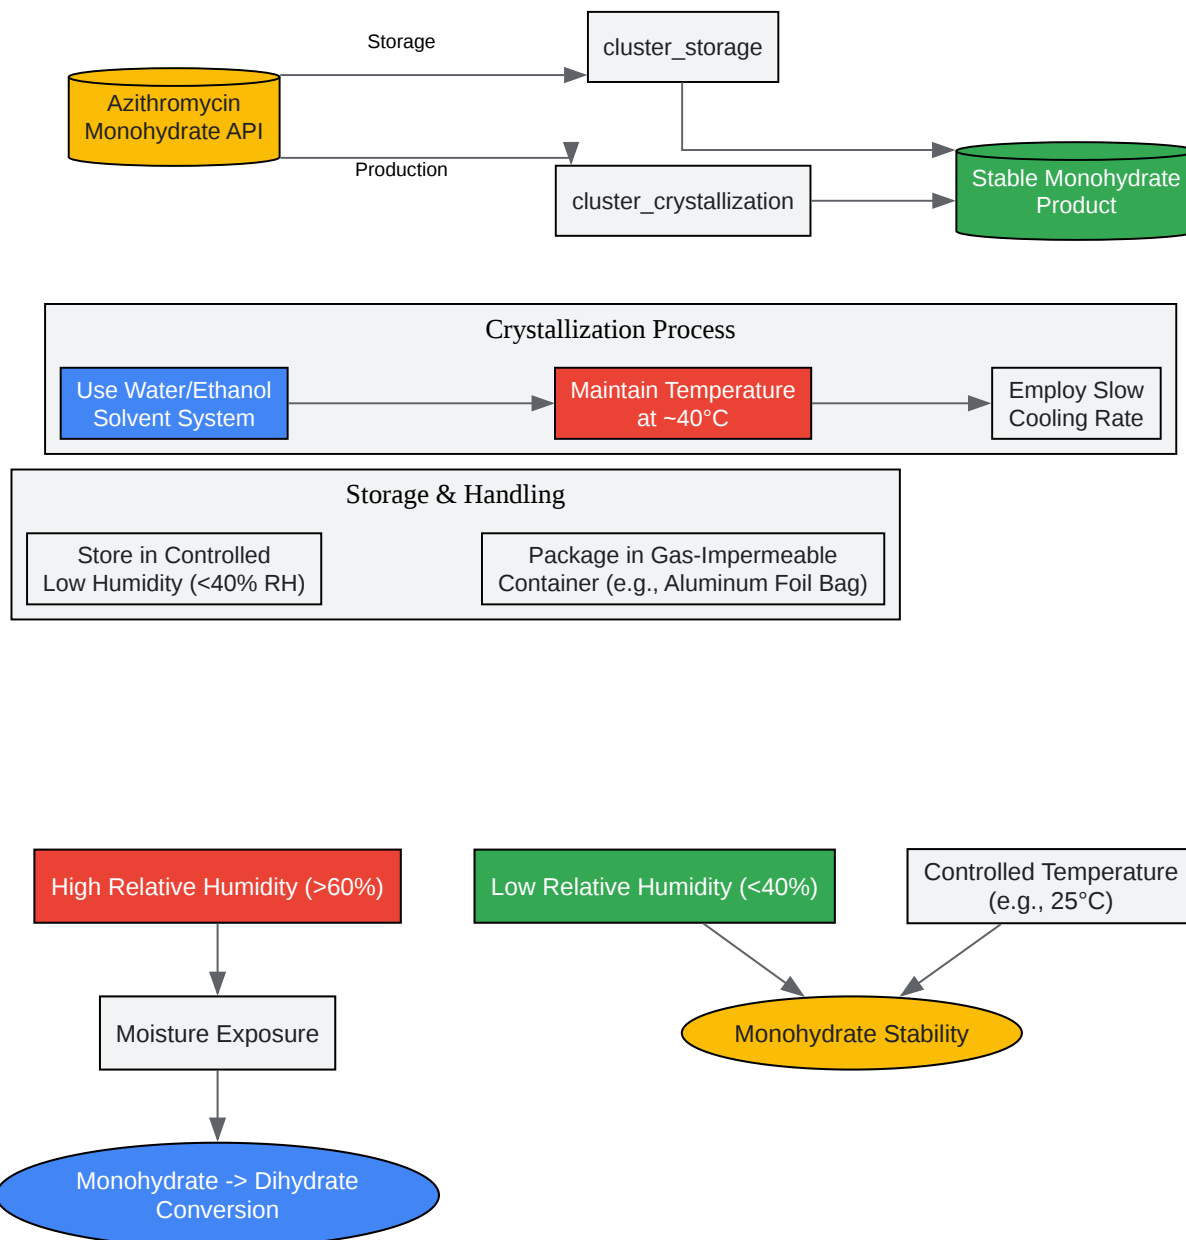 Storage
cluster_storage
Azithromycin
Monohydrate API
Production
cluster_crystallization
Stable Monohydrate
Product
Crystallization Process
Use Water/Ethanol
Solvent System
Maintain Temperature
at ~40°C
Employ Slow
Cooling Rate
Storage & Handling
Store in Controlled
Low Humidity (<40% RH)
Package in Gas-Impermeable
Container (e.g., Aluminum Foil Bag)
High Relative Humidity (>60%)
Low Relative Humidity (<40%)
Controlled Temperature
(e.g., 25°C)
Moisture Exposure
Monohydrate Stability
Monohydrate -> Dihydrate
Conversion